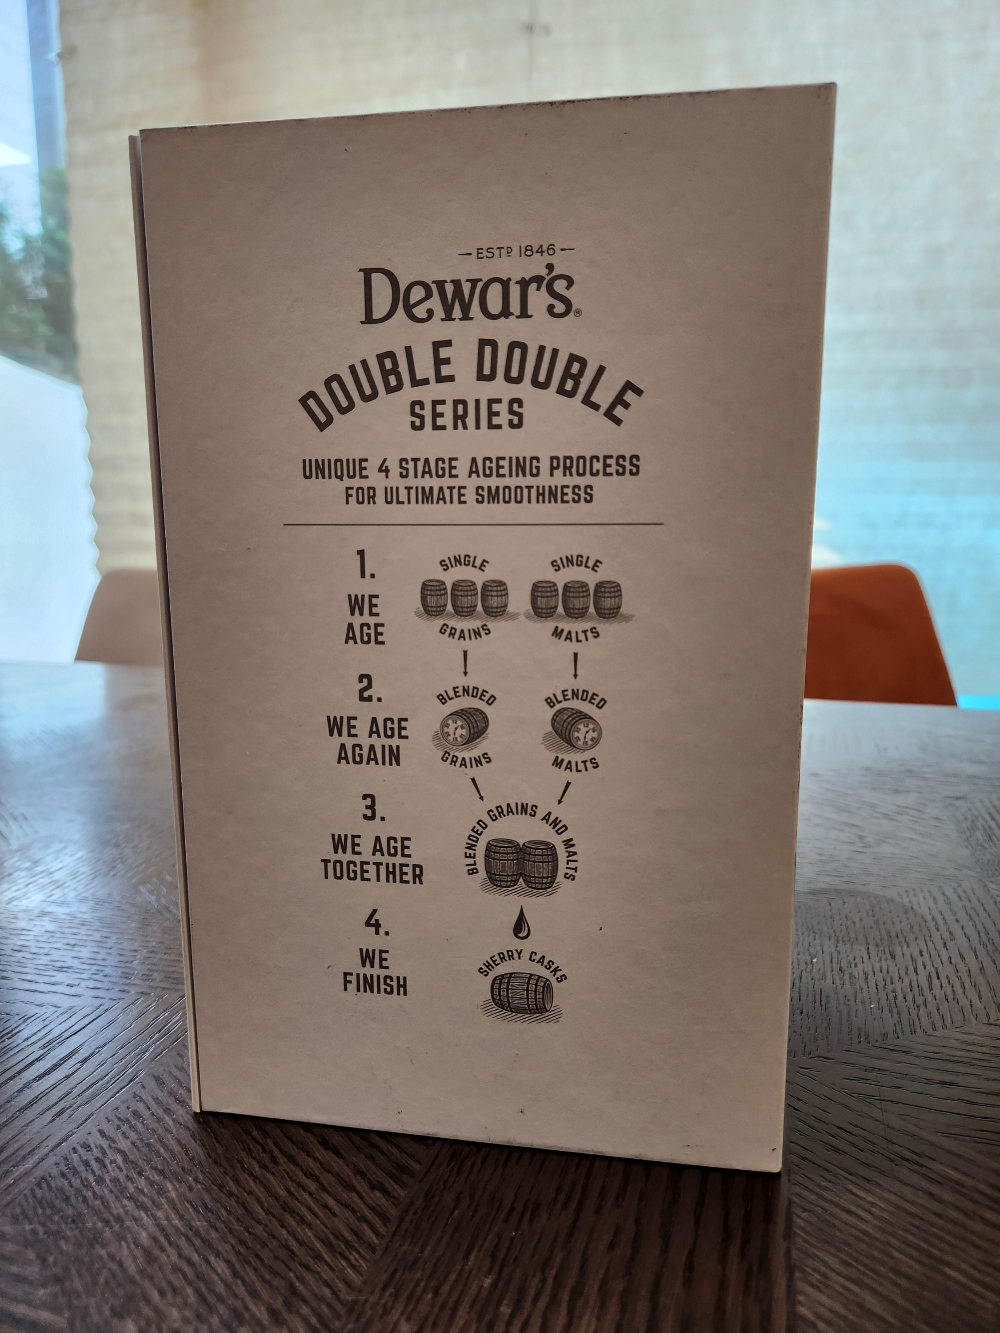 ESTD 1846
Dewar's®
DOUBLE DOUBLE
SERIES
UNIQUE 4 STAGE AGEING PROCESS
FOR ULTIMATE SMOOTHNESS
1.
WE
AGE
SINGLE
GRAINS
SINGLE
MALTS
2.
WE AGE
AGAIN
BLENDED
GRAINS
BLENDED
MALTS
3.
WE AGE
TOGETHER
BLENDED GRAINS AND MALTS
4.
WE
FINISH
SHERRY CASKS